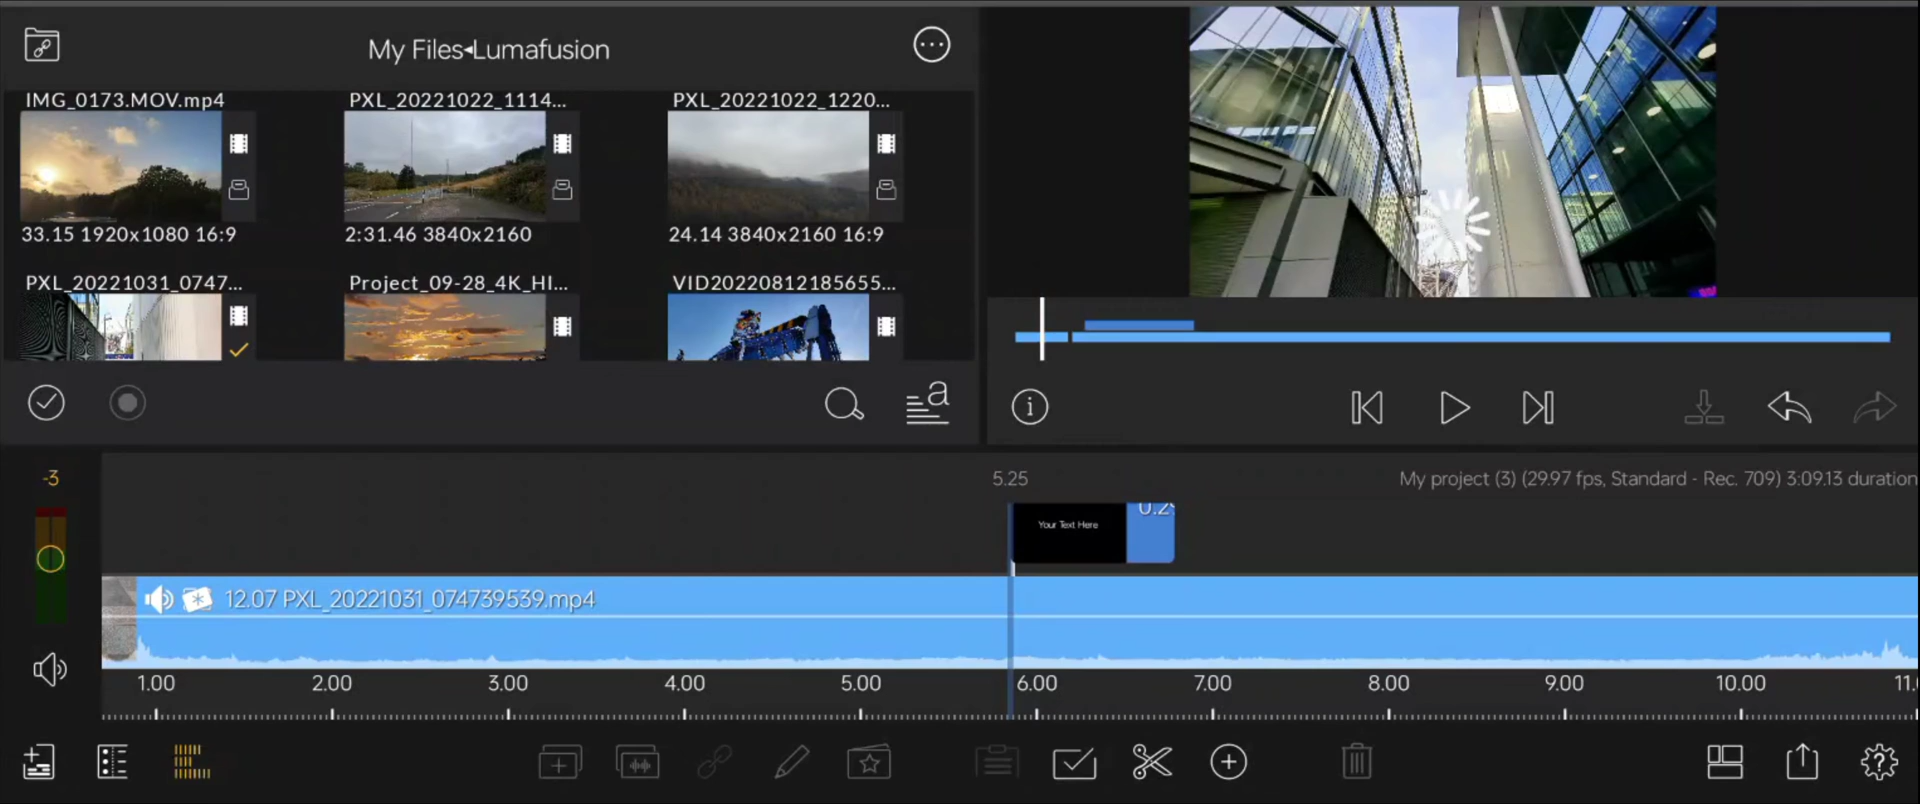 My Files◂Lumafusion
IMG_0173.MOV.mp4
PXL_20221022_1114...
PXL_20221022_1220...
33.15 1920x1080 16:9
2:31.46 3840x2160
24.14 3840x2160 16:9
PXL_20221031_0747...
Project_09-28_4K_HI...
VID20220812185655...
a
-3
5.25
My project (3) (29.97 fps, Standard - Rec. 709) 3:09.13 duration
Your Text Here
12.07 PXL_20221031_074739539.mp4
1.00 2.00 3.00 4.00 5.00 6.00 7.00 8.00 9.00 10.00